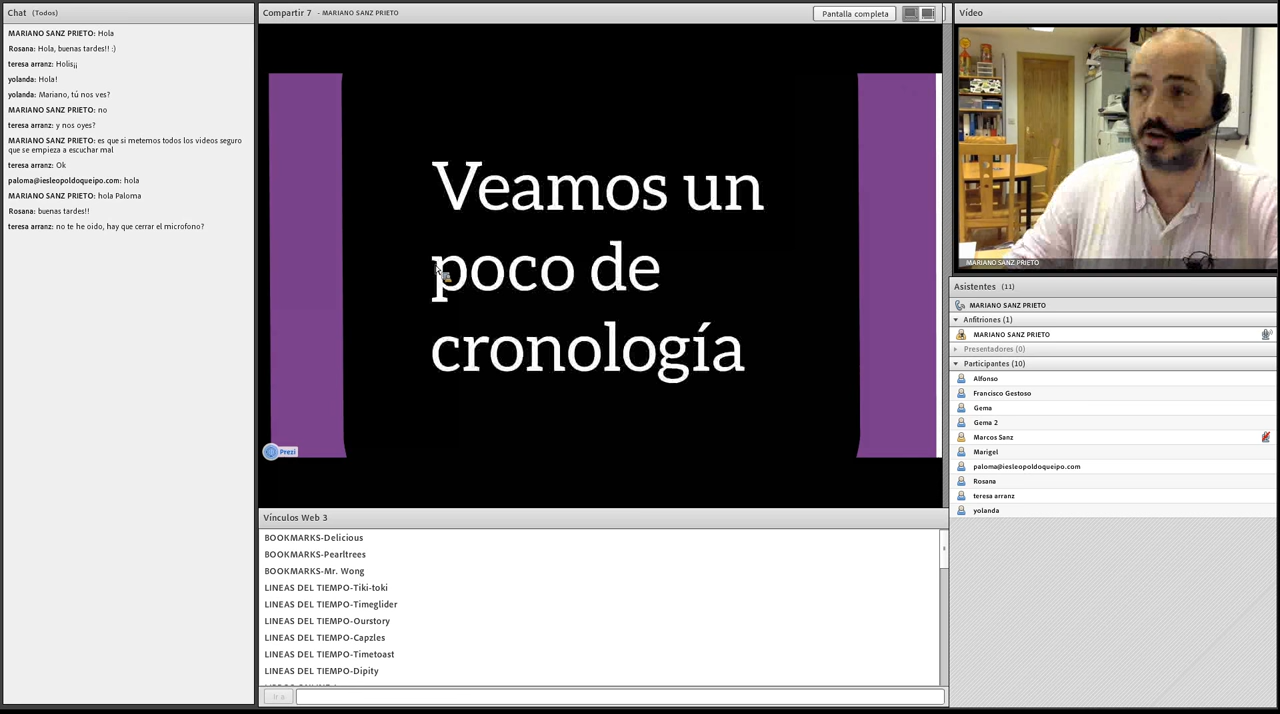 Chat (Todos)
MARIANO SANZ PRIETO: Hola
Rosana: Hola, buenas tardes!! :)
teresa arranz: Holis¡¡
yolanda: Hola!
yolanda: Mariano, tú nos ves?
MARIANO SANZ PRIETO: no
teresa arranz: y nos oyes?
MARIANO SANZ PRIETO: es que si metemos todos los videos seguro
que se empieza a escuchar mal
teresa arranz: Ok
paloma@iesleopoldoqueipo.com: hola
MARIANO SANZ PRIETO: hola Paloma
Rosana: buenas tardes!!
teresa arranz: no te he oido, hay que cerrar el microfono?
Compartir 7 - MARIANO SANZ PRIETO
Pantalla completa
Veamos un
poco de
cronología
Prezi
Vínculos Web 3
BOOKMARKS-Delicious
BOOKMARKS-Pearltrees
BOOKMARKS-Mr. Wong
LINEAS DEL TIEMPO-Tiki-toki
LINEAS DEL TIEMPO-Timeglider
LINEAS DEL TIEMPO-Ourstory
LINEAS DEL TIEMPO-Capzles
LINEAS DEL TIEMPO-Timetoast
LINEAS DEL TIEMPO-Dipity
Ir a
Vídeo
MARIANO SANZ PRIETO
Asistentes (11)
MARIANO SANZ PRIETO
Anfitriones (1)
MARIANO SANZ PRIETO
Presentadores (0)
Participantes (10)
Alfonso
Francisco Gestoso
Gema
Gema 2
Marcos Sanz
Marigel
paloma@iesleopoldoqueipo.com
Rosana
teresa arranz
yolanda